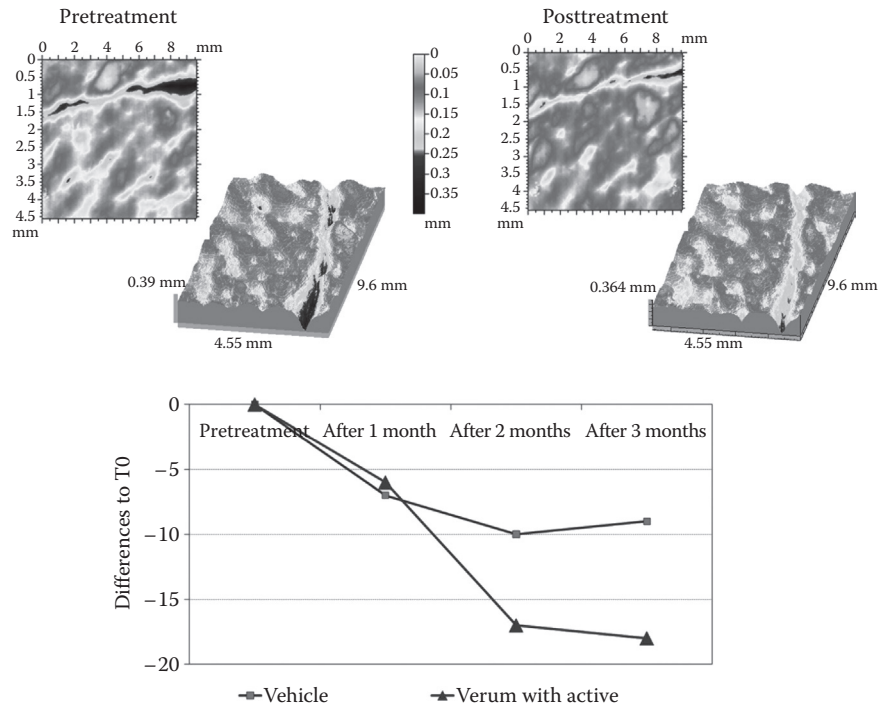 Pretreatment
0 2 4 6 8 mm
0
0.5
1
1.5
2
2.5
3
3.5
4
4.5
mm
0.39 mm
4.55 mm
9.6 mm
0
0.05
0.1
0.15
0.2
0.25
0.3
0.35
mm
Posttreatment
0 2 4 6 8 mm
0
0.5
1
1.5
2
2.5
3
3.5
4
4.5
mm
0.364 mm
4.55 mm
9.6 mm
Differences to T0
0
−5
−10
−15
−20
Pretreatment After 1 month After 2 months After 3 months
Vehicle Verum with active